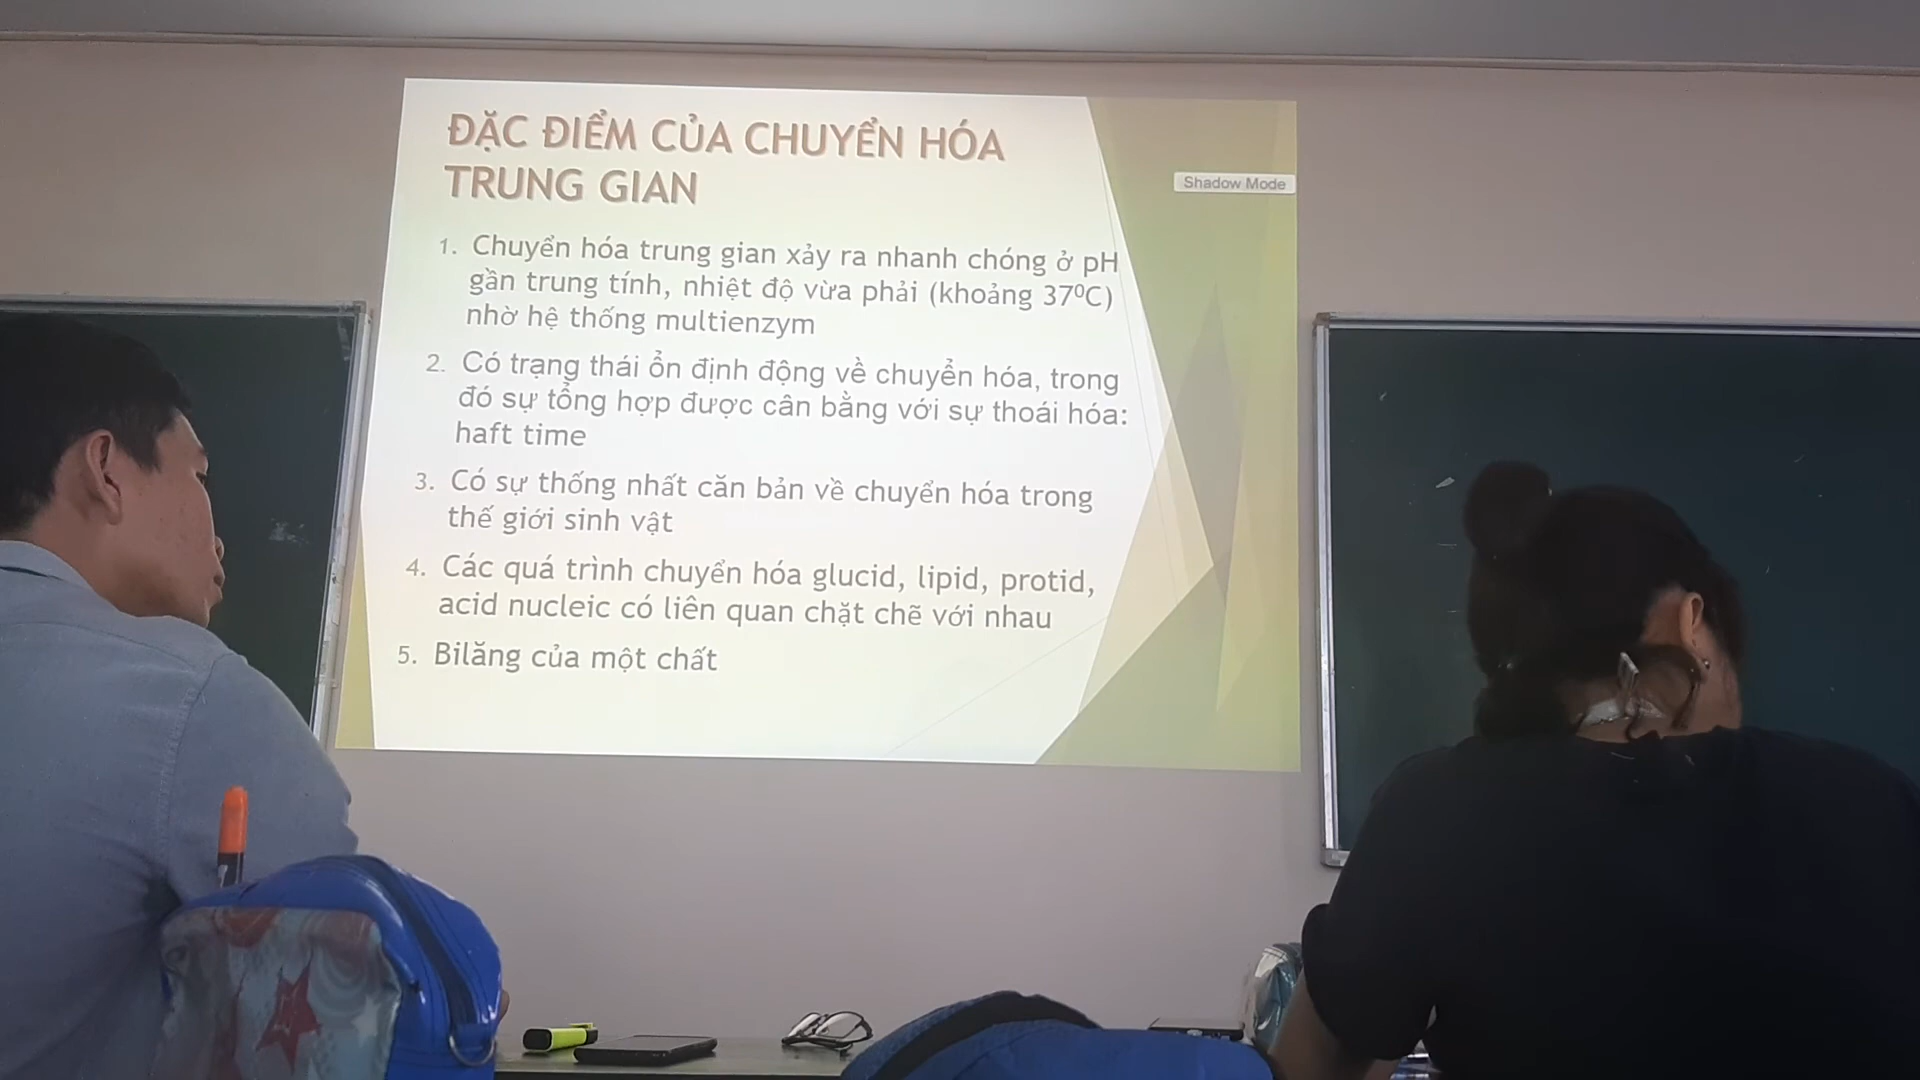 ĐẶC ĐIỂM CỦA CHUYỂN HÓA
TRUNG GIAN
Shadow Mode
1. Chuyển hóa trung gian xảy ra nhanh chóng ở pH
gần trung tính, nhiệt độ vừa phải (khoảng 37⁰C)
nhờ hệ thống multienzym
2. Có trạng thái ổn định động về chuyển hóa, trong
đó sự tổng hợp được cân bằng với sự thoái hóa:
haft time
3. Có sự thống nhất căn bản về chuyển hóa trong
thế giới sinh vật
4. Các quá trình chuyển hóa glucid, lipid, protid,
acid nucleic có liên quan chặt chẽ với nhau
5. Bilăng của một chất